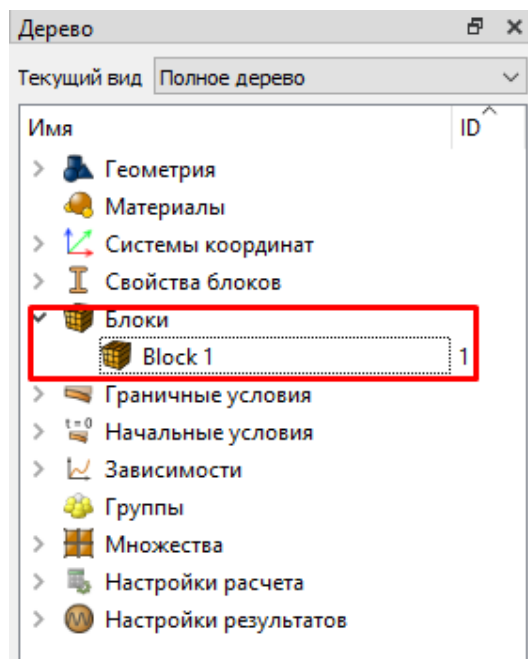 Дерево
Текущий вид Полное дерево
Имя ID
Геометрия
Материалы
Системы координат
Свойства блоков
Блоки
Block 1 1
Граничные условия
t=0 Начальные условия
Зависимости
Группы
Множества
Настройки расчета
Настройки результатов